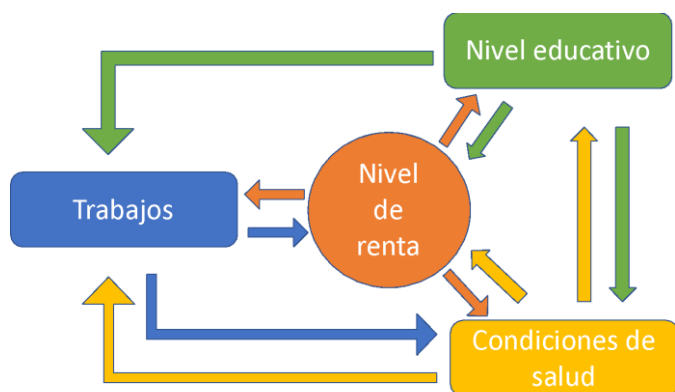 Nivel educativo
Trabajos
Nivel
de
renta
Condiciones de
salud